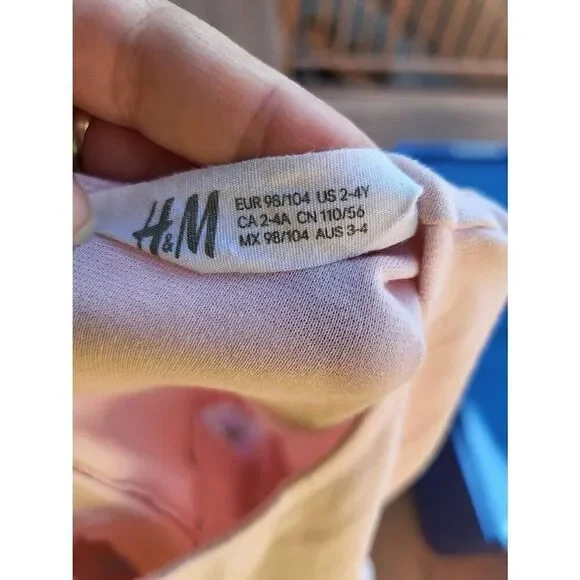 H&M
EUR 98/104 US 2-4Y
CA 2-4A CN 110/56
MX 98/104 AUS 3-4